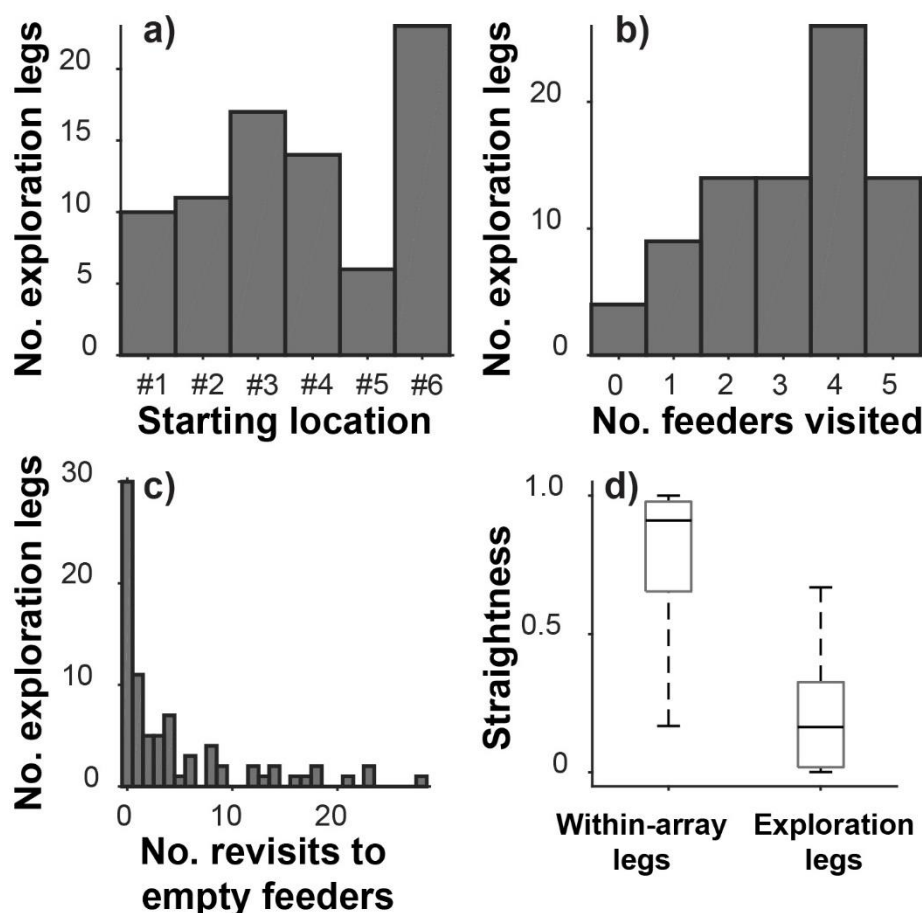 a)
No. exploration legs
20
15
10
5
0
#1 #2 #3 #4 #5 #6
Starting location
b)
No. exploration legs
20
10
0
0 1 2 3 4 5
No. feeders visited
c)
No. exploration legs
30
20
10
0
0 10 20
No. revisits to
empty feeders
d)
Straightness
1.0
0.5
0
Within-array Exploration
legs legs